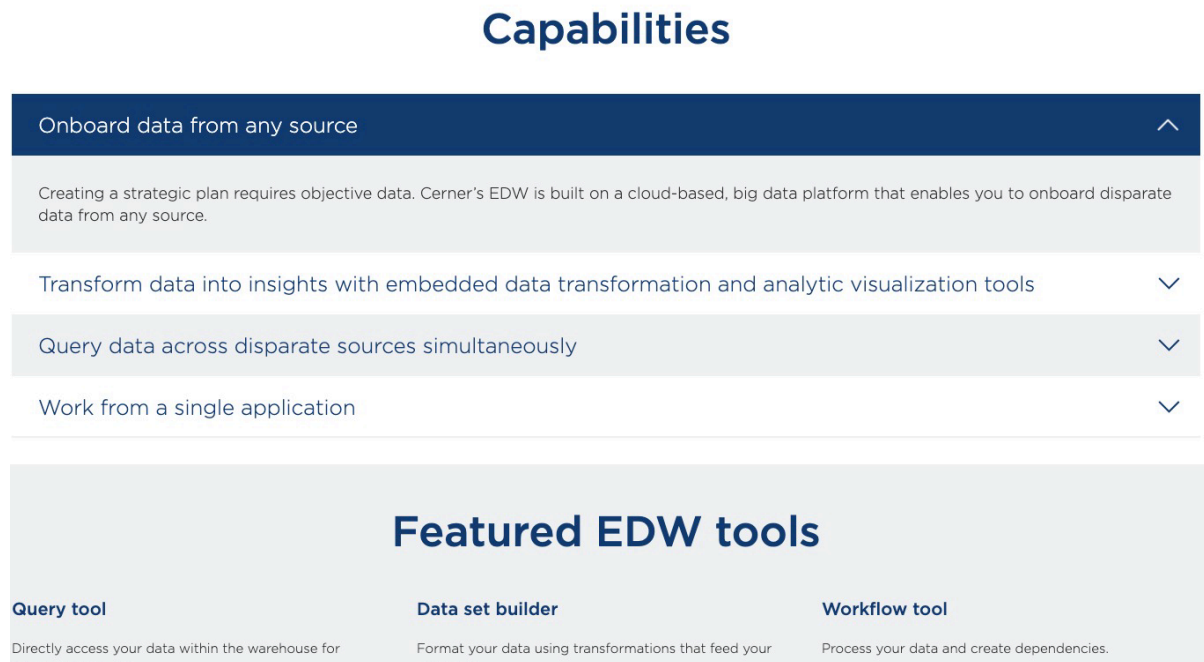 Capabilities
Onboard data from any source
Creating a strategic plan requires objective data. Cerner's EDW is built on a cloud-based, big data platform that enables you to onboard disparate
data from any source.
Transform data into insights with embedded data transformation and analytic visualization tools
Query data across disparate sources simultaneously
Work from a single application
Featured EDW tools
Query tool
Directly access your data within the warehouse for
Data set builder
Format your data using transformations that feed your
Workflow tool
Process your data and create dependencies.